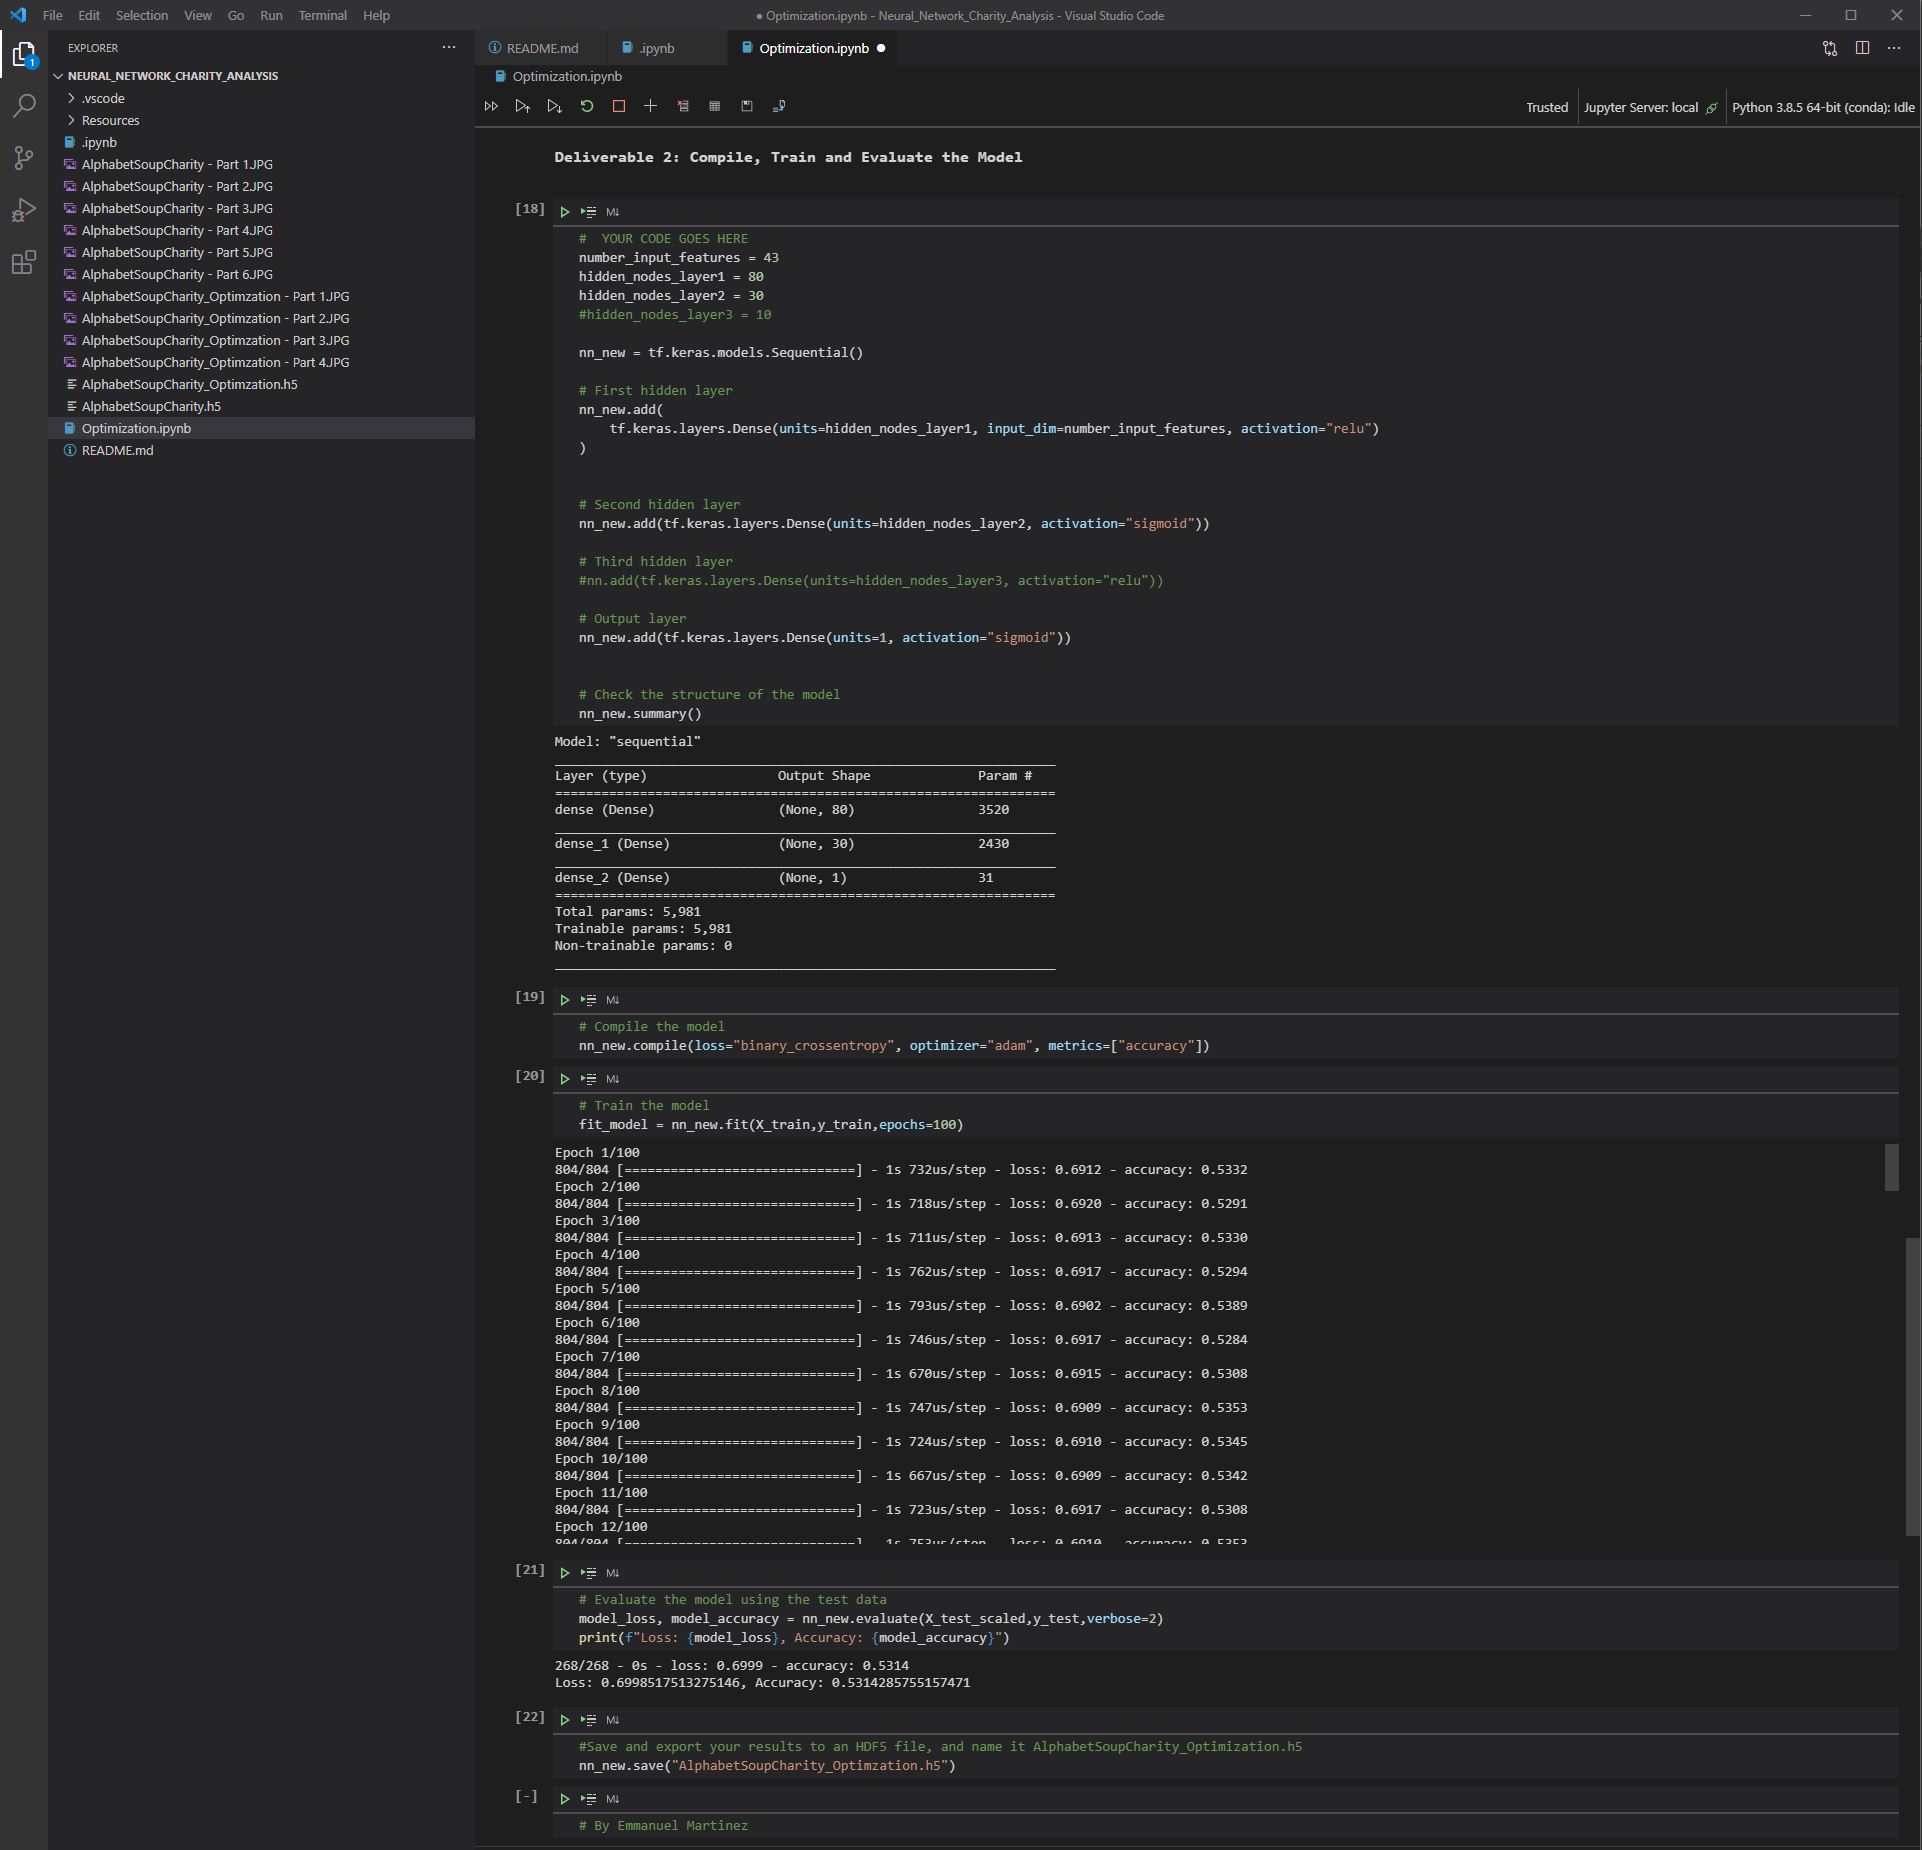 File Edit Selection View Go Run Terminal Help
● Optimization.ipynb - Neural_Network_Charity_Analysis - Visual Studio Code
1
EXPLORER
NEURAL_NETWORK_CHARITY_ANALYSIS
.vscode
Resources
.ipynb
AlphabetSoupCharity - Part 1.JPG
AlphabetSoupCharity - Part 2.JPG
AlphabetSoupCharity - Part 3.JPG
AlphabetSoupCharity - Part 4.JPG
AlphabetSoupCharity - Part 5.JPG
AlphabetSoupCharity - Part 6.JPG
AlphabetSoupCharity_Optimzation - Part 1.JPG
AlphabetSoupCharity_Optimzation - Part 2.JPG
AlphabetSoupCharity_Optimzation - Part 3.JPG
AlphabetSoupCharity_Optimzation - Part 4.JPG
AlphabetSoupCharity_Optimzation.h5
AlphabetSoupCharity.h5
Optimization.ipynb
README.md
README.md .ipynb Optimization.ipynb ●
Optimization.ipynb
Trusted Jupyter Server: local Python 3.8.5 64-bit (conda): Idle
Deliverable 2: Compile, Train and Evaluate the Model
[18] M↓
#  YOUR CODE GOES HERE
number_input_features = 43
hidden_nodes_layer1 = 80
hidden_nodes_layer2 = 30
#hidden_nodes_layer3 = 10
nn_new = tf.keras.models.Sequential()
# First hidden layer
nn_new.add(
    tf.keras.layers.Dense(units=hidden_nodes_layer1, input_dim=number_input_features, activation="relu")
)
# Second hidden layer
nn_new.add(tf.keras.layers.Dense(units=hidden_nodes_layer2, activation="sigmoid"))
# Third hidden layer
#nn.add(tf.keras.layers.Dense(units=hidden_nodes_layer3, activation="relu"))
# Output layer
nn_new.add(tf.keras.layers.Dense(units=1, activation="sigmoid"))
# Check the structure of the model
nn_new.summary()
Model: "sequential"
_________________________________________________________________
Layer (type)                 Output Shape              Param #
=================================================================
dense (Dense)                (None, 80)                3520
_________________________________________________________________
dense_1 (Dense)              (None, 30)                2430
_________________________________________________________________
dense_2 (Dense)              (None, 1)                 31
=================================================================
Total params: 5,981
Trainable params: 5,981
Non-trainable params: 0
_________________________________________________________________
[19] M↓
# Compile the model
nn_new.compile(loss="binary_crossentropy", optimizer="adam", metrics=["accuracy"])
[20] M↓
# Train the model
fit_model = nn_new.fit(X_train,y_train,epochs=100)
Epoch 1/100
804/804 [==============================] - 1s 732us/step - loss: 0.6912 - accuracy: 0.5332
Epoch 2/100
804/804 [==============================] - 1s 718us/step - loss: 0.6920 - accuracy: 0.5291
Epoch 3/100
804/804 [==============================] - 1s 711us/step - loss: 0.6913 - accuracy: 0.5330
Epoch 4/100
804/804 [==============================] - 1s 762us/step - loss: 0.6917 - accuracy: 0.5294
Epoch 5/100
804/804 [==============================] - 1s 793us/step - loss: 0.6902 - accuracy: 0.5389
Epoch 6/100
804/804 [==============================] - 1s 746us/step - loss: 0.6917 - accuracy: 0.5284
Epoch 7/100
804/804 [==============================] - 1s 670us/step - loss: 0.6915 - accuracy: 0.5308
Epoch 8/100
804/804 [==============================] - 1s 747us/step - loss: 0.6909 - accuracy: 0.5353
Epoch 9/100
804/804 [==============================] - 1s 724us/step - loss: 0.6910 - accuracy: 0.5345
Epoch 10/100
804/804 [==============================] - 1s 667us/step - loss: 0.6909 - accuracy: 0.5342
Epoch 11/100
804/804 [==============================] - 1s 723us/step - loss: 0.6917 - accuracy: 0.5308
Epoch 12/100
804/804 [==============================] - 1s 753us/step - loss: 0.6910 - accuracy: 0.5353
[21] M↓
# Evaluate the model using the test data
model_loss, model_accuracy = nn_new.evaluate(X_test_scaled,y_test,verbose=2)
print(f"Loss: {model_loss}, Accuracy: {model_accuracy}")
268/268 - 0s - loss: 0.6999 - accuracy: 0.5314
Loss: 0.6998517513275146, Accuracy: 0.5314285755157471
[22] M↓
#Save and export your results to an HDF5 file, and name it AlphabetSoupCharity_Optimization.h5
nn_new.save("AlphabetSoupCharity_Optimzation.h5")
[-] M↓
# By Emmanuel Martinez